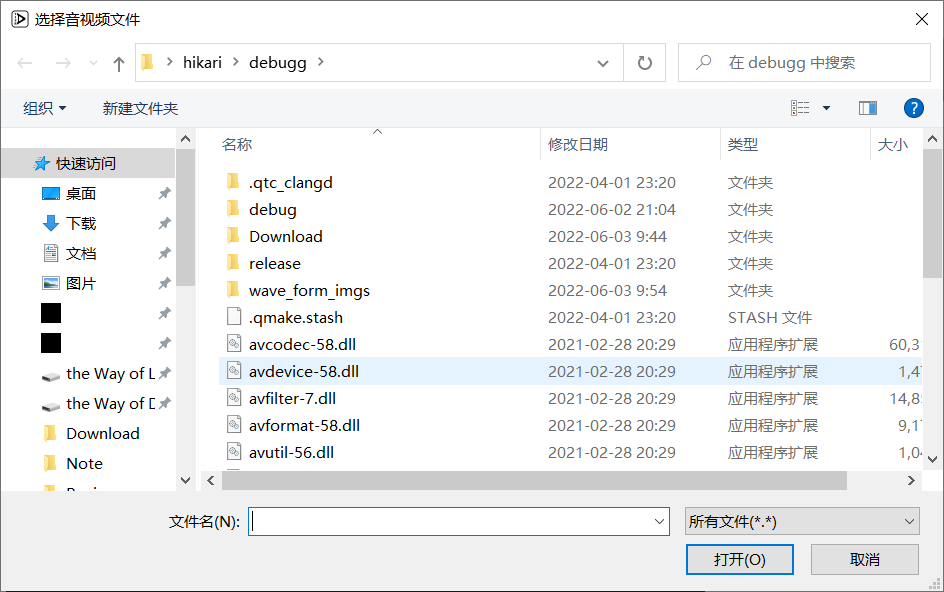 选择音视频文件
hikari debugg
在 debugg 中搜索
组织 新建文件夹
名称 修改日期 类型 大小
快速访问
桌面
下载
文档
图片
the Way of L
the Way of D
Download
Note
.qtc_clangd 2022-04-01 23:20 文件夹
debug 2022-06-02 21:04 文件夹
Download 2022-06-03 9:44 文件夹
release 2022-04-01 23:20 文件夹
wave_form_imgs 2022-06-03 9:54 文件夹
.qmake.stash 2022-04-01 23:20 STASH 文件
avcodec-58.dll 2021-02-28 20:29 应用程序扩展 60,3
avdevice-58.dll 2021-02-28 20:29 应用程序扩展 1,4
avfilter-7.dll 2021-02-28 20:29 应用程序扩展 14,8
avformat-58.dll 2021-02-28 20:29 应用程序扩展 9,1
avutil-56.dll 2021-02-28 20:29 应用程序扩展 1,0
文件名(N):
所有文件(*.*)
打开(O) 取消